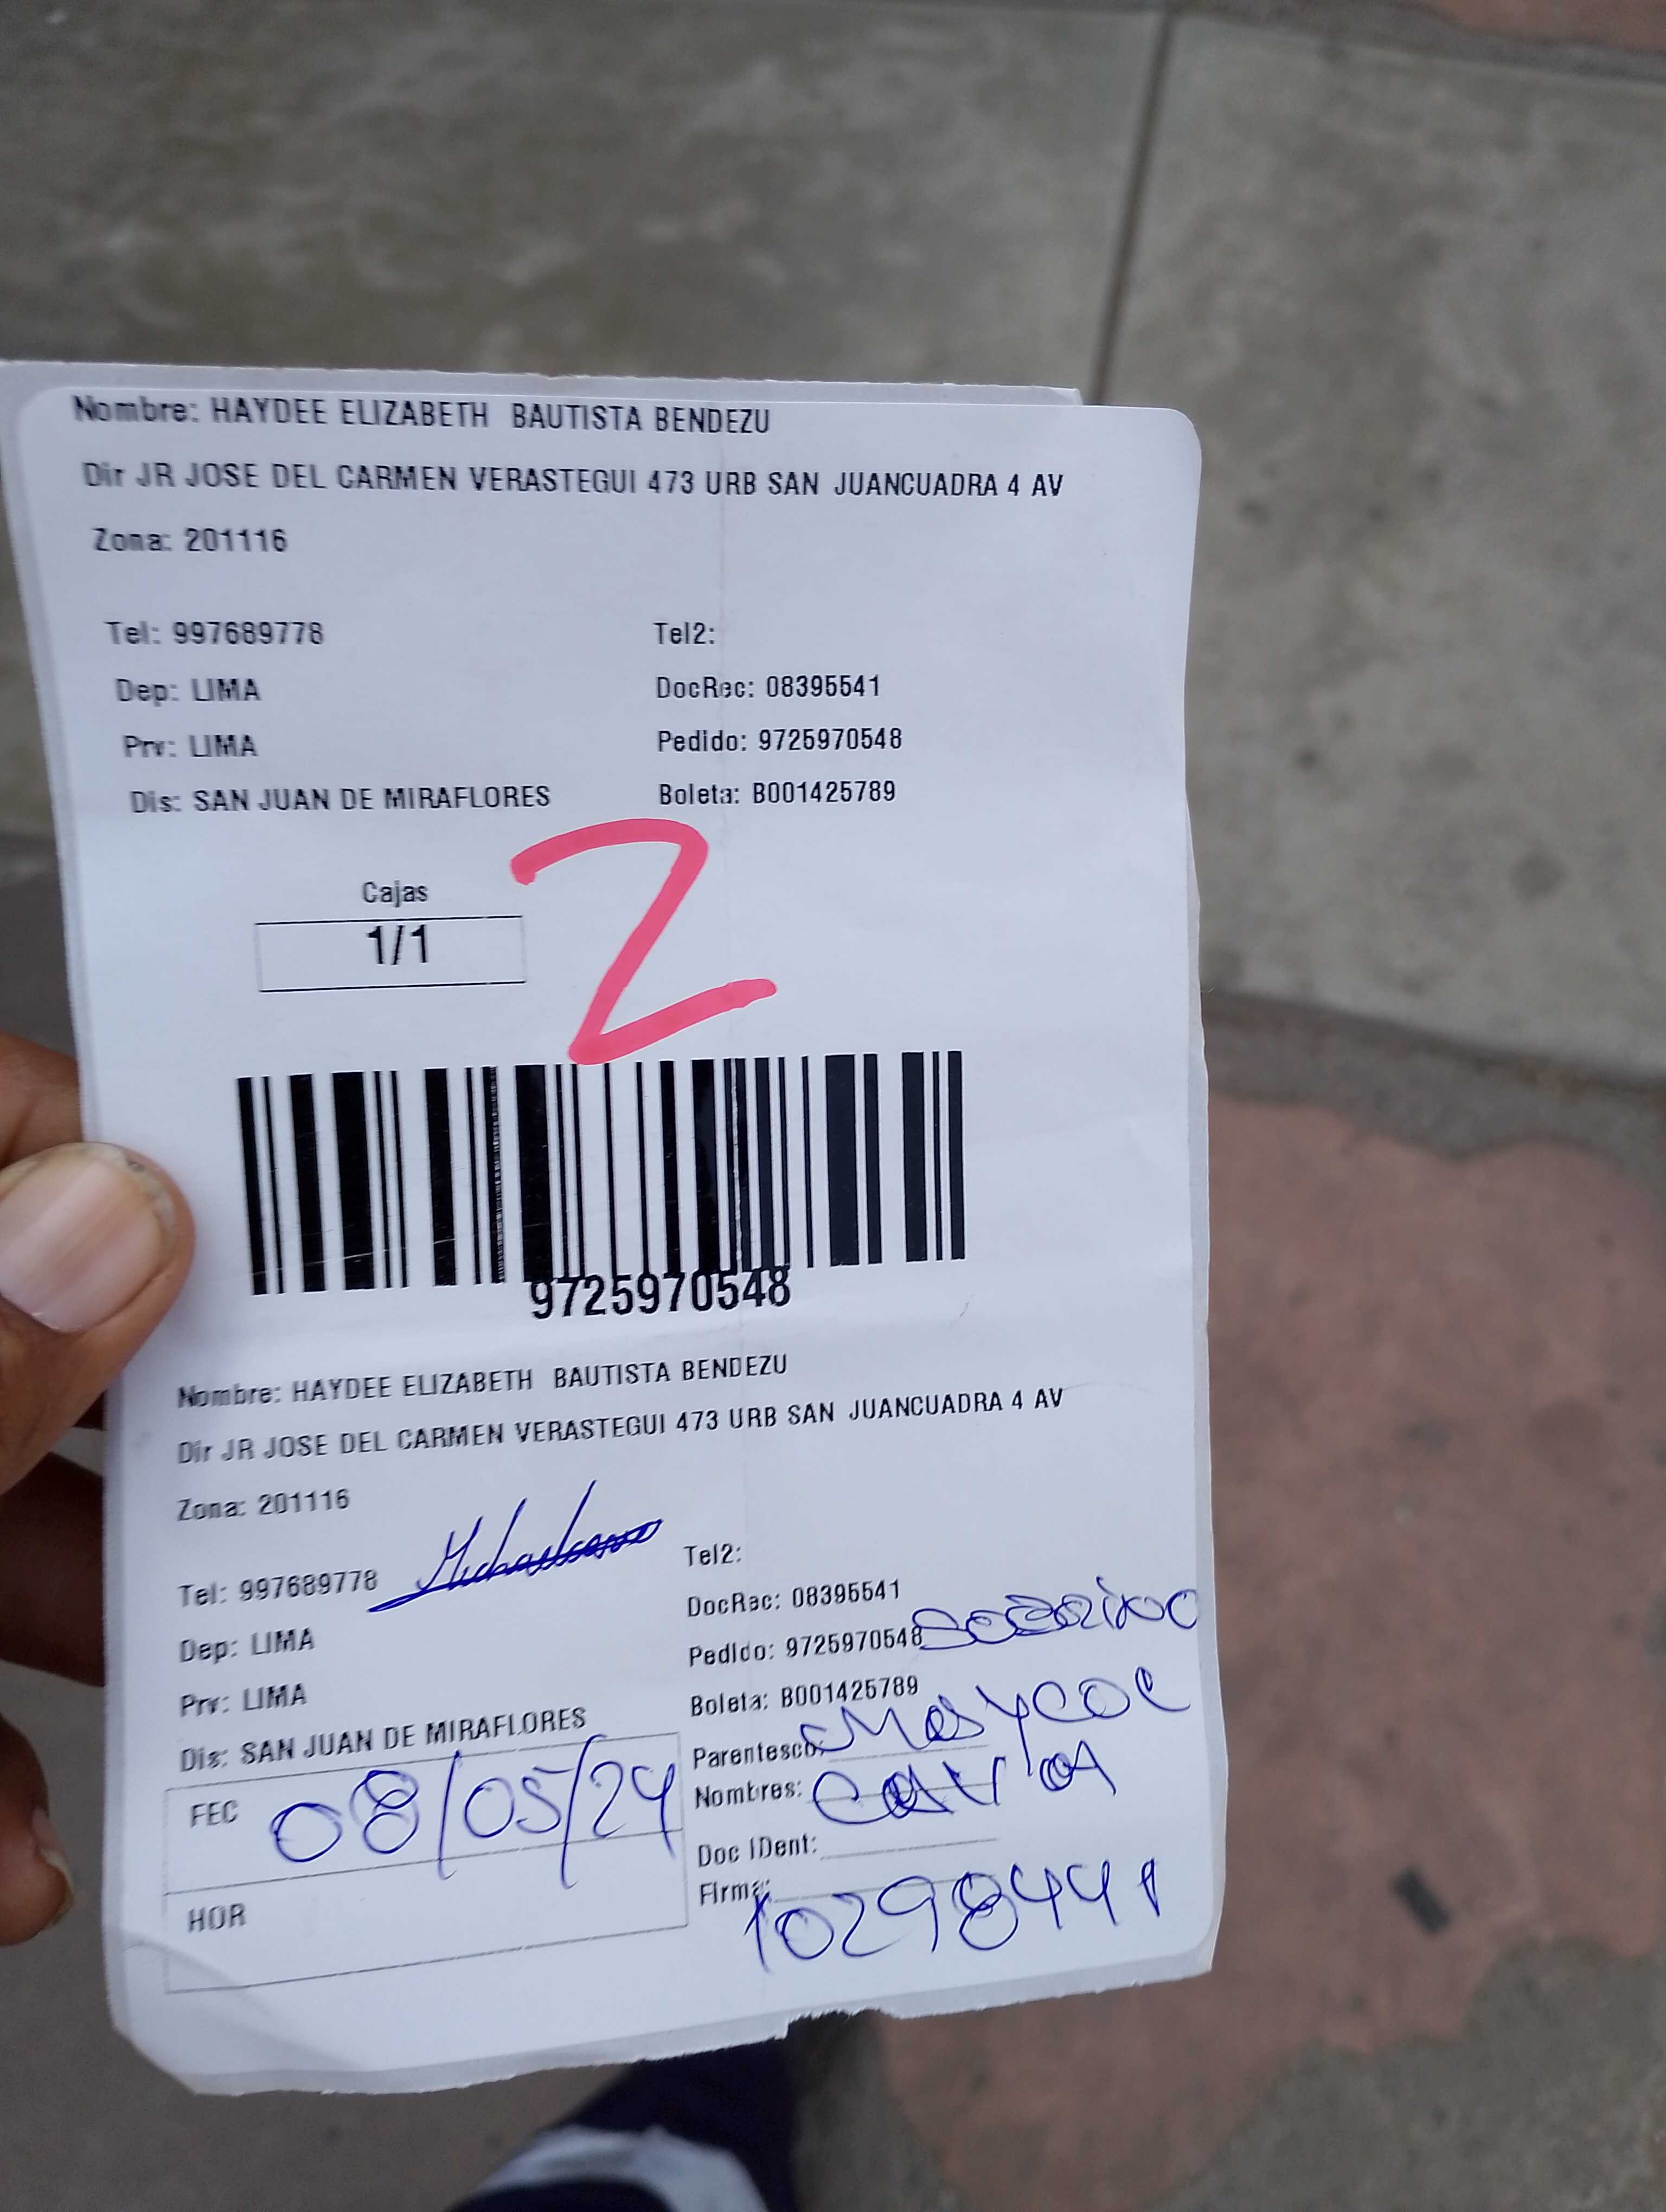 Nombre: HAYDEE ELIZABETH BAUTISTA BENDEZU
Dir JR JOSE DEL CARMEN VERASTEGUI 473 URB SAN JUANCUADRA 4 AV
Zona: 201116
Tel: 997689778 Tel2:
Dep: LIMA DocRec: 08395541
Prv: LIMA Pedido: 9725970548
Dis: SAN JUAN DE MIRAFLORES Boleta: B001425789
2
Cajas
1/1
9725970548
Nombre: HAYDEE ELIZABETH BAUTISTA BENDEZU
Dir JR JOSE DEL CARMEN VERASTEGUI 473 URB SAN JUANCUADRA 4 AV
Zona: 201116
Tel: 997689778 Tel2:
DocRec: 08395541
Dep: LIMA Pedido: 9725970548
Prv: LIMA Boleta: B001425789
Dis: SAN JUAN DE MIRAFLORES Parentesco:
FEC 08/05/24 Nombres:
Doc IDent:
HOR Firma:
10298441